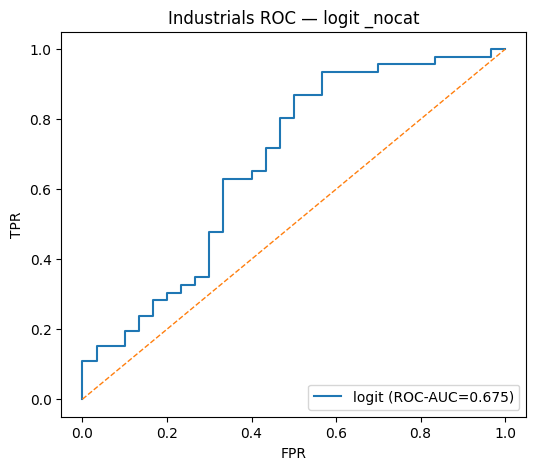 Industrials ROC — logit _nocat
1.0
0.8
0.6
0.4
0.2
0.0
TPR
logit (ROC-AUC=0.675)
0.0 0.2 0.4 0.6 0.8 1.0
FPR